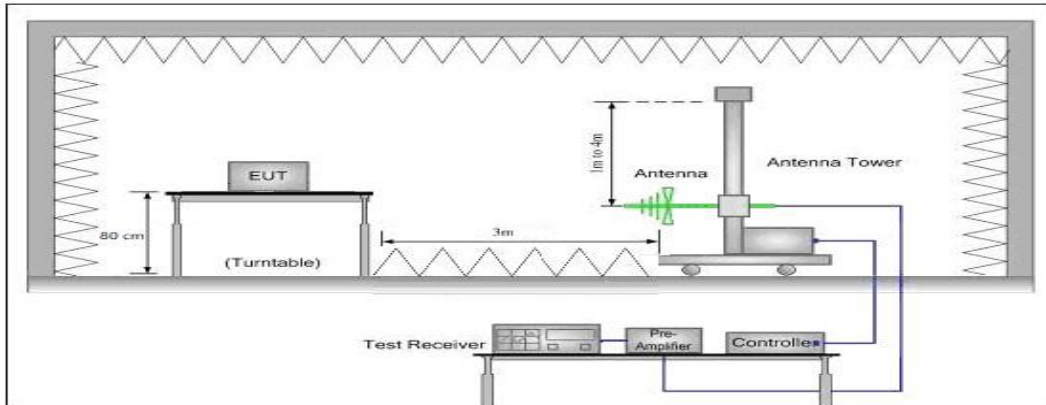 EUT
80 cm
(Turntable)
3m
1m to 4m
Antenna
Antenna Tower
Test Receiver
Pre-
Amplifier
Controlle